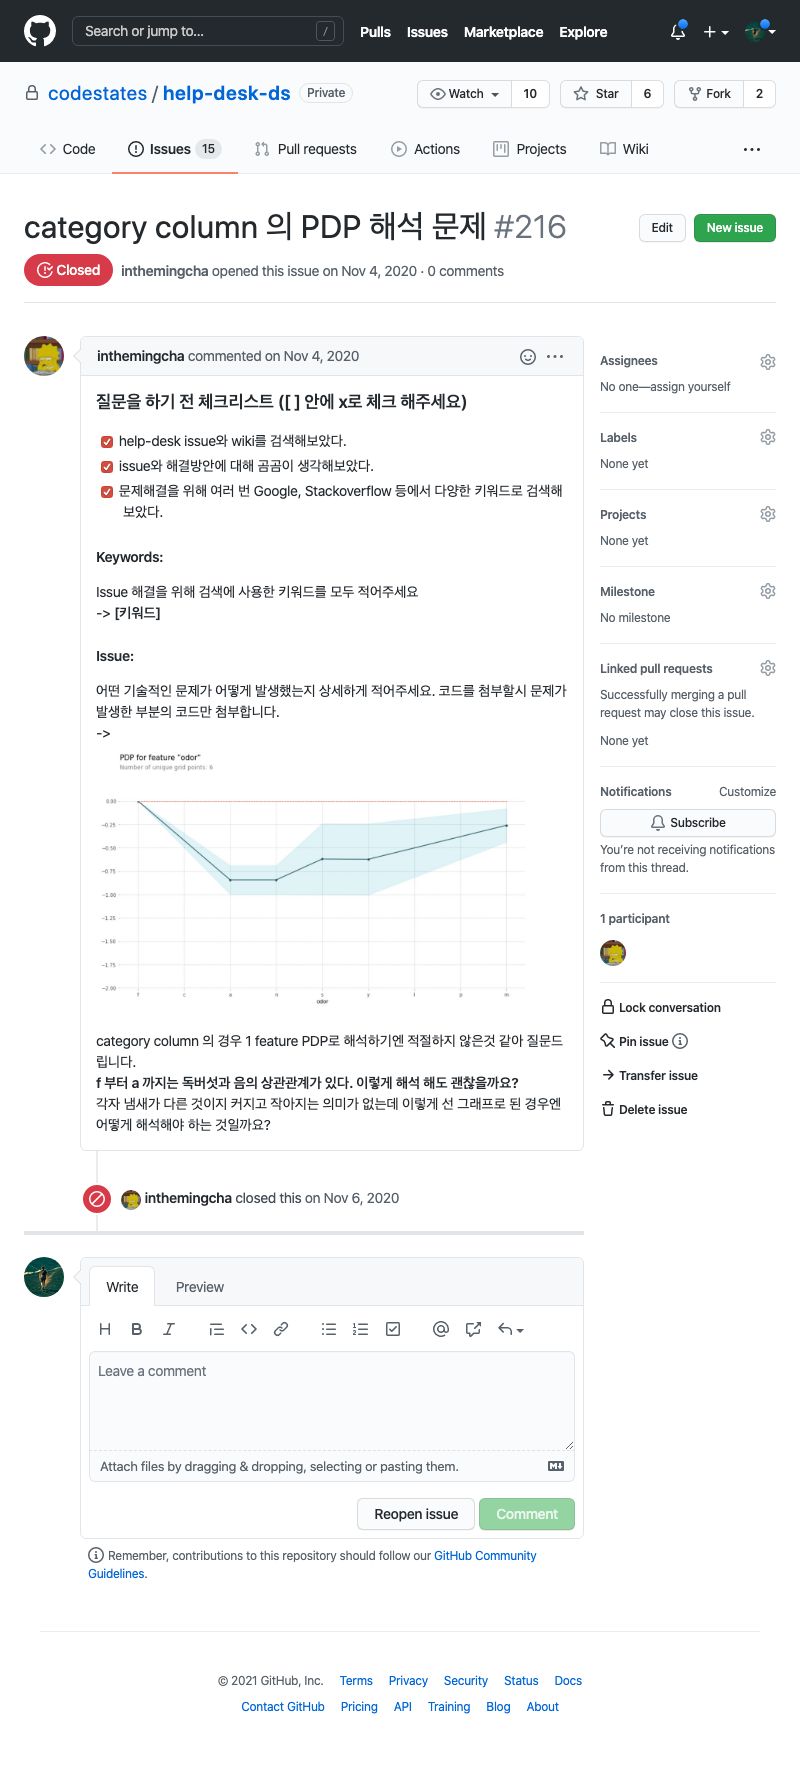 Search or jump to... /
Pulls Issues Marketplace Explore
codestates / help-desk-ds Private
Watch 10 Star 6 Fork 2
Code Issues 15 Pull requests Actions Projects Wiki ...
category column 의 PDP 해석 문제 #216
Edit New issue
Closed inthemingcha opened this issue on Nov 4, 2020 · 0 comments
inthemingcha commented on Nov 4, 2020
질문을 하기 전 체크리스트 ([ ] 안에 x로 체크 해주세요)
help-desk issue와 wiki를 검색해보았다.
issue와 해결방안에 대해 곰곰이 생각해보았다.
문제해결을 위해 여러 번 Google, Stackoverflow 등에서 다양한 키워드로 검색해
보았다.
Keywords:
Issue 해결을 위해 검색에 사용한 키워드를 모두 적어주세요
-> [키워드]
Issue:
어떤 기술적인 문제가 어떻게 발생했는지 상세하게 적어주세요. 코드를 첨부할시 문제가
발생한 부분의 코드만 첨부합니다.
->
PDP for feature "odor"
Number of unique grid points: 6
0.00
−0.25
−0.50
−0.75
−1.00
−1.25
−1.50
−1.75
−2.00
f c a n s y l p m
odor
category column 의 경우 1 feature PDP로 해석하기엔 적절하지 않은것 같아 질문드
립니다.
f 부터 a 까지는 독버섯과 음의 상관관계가 있다. 이렇게 해석 해도 괜찮을까요?
각자 냄새가 다른 것이지 커지고 작아지는 의미가 없는데 이렇게 선 그래프로 된 경우엔
어떻게 해석해야 하는 것일까요?
inthemingcha closed this on Nov 6, 2020
Assignees
No one—assign yourself
Labels
None yet
Projects
None yet
Milestone
No milestone
Linked pull requests
Successfully merging a pull
request may close this issue.
None yet
Notifications Customize
Subscribe
You're not receiving notifications
from this thread.
1 participant
Lock conversation
Pin issue
Transfer issue
Delete issue
Write Preview
Leave a comment
Attach files by dragging & dropping, selecting or pasting them.
Reopen issue Comment
Remember, contributions to this repository should follow our GitHub Community
Guidelines.
© 2021 GitHub, Inc. Terms Privacy Security Status Docs
Contact GitHub Pricing API Training Blog About